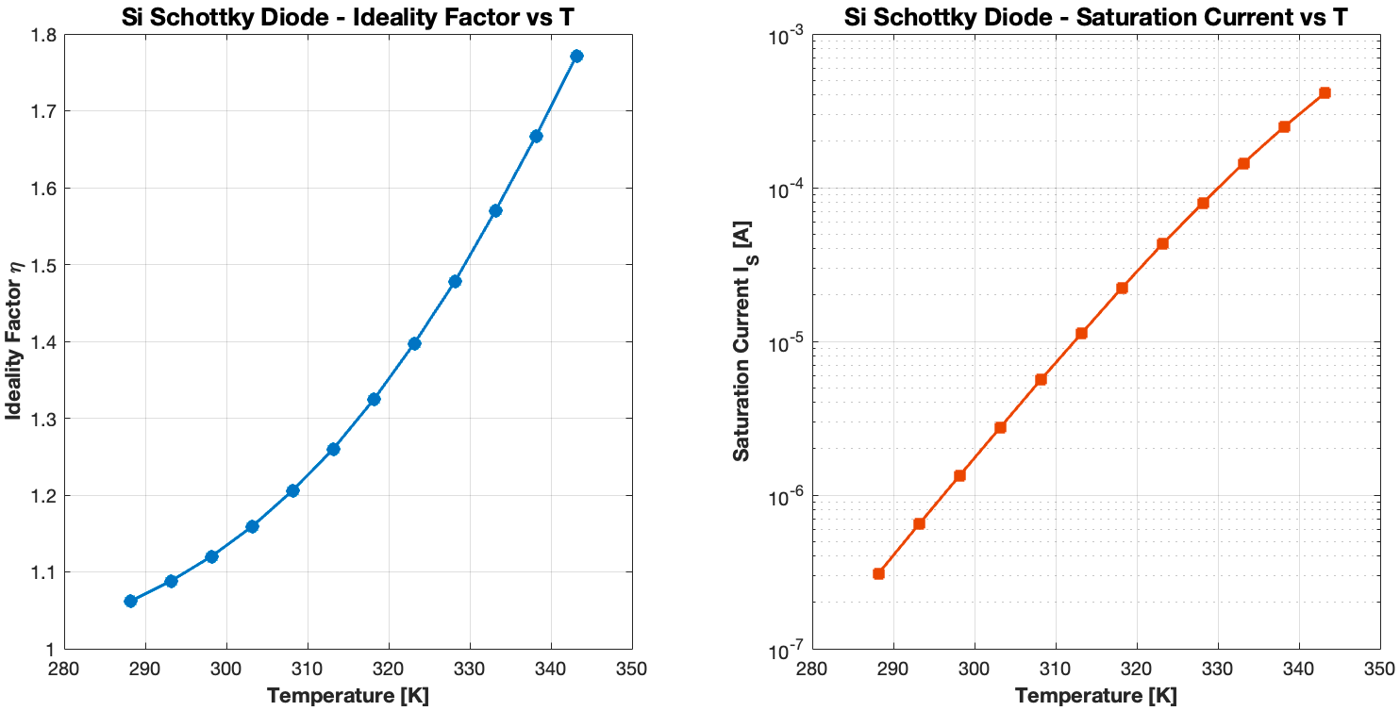 Si Schottky Diode - Ideality Factor vs T
1.8
1.7
1.6
1.5
1.4
1.3
1.2
1.1
1
Ideality Factor η
280 290 300 310 320 330 340 350
Temperature [K]
Si Schottky Diode - Saturation Current vs T
10^-3
10^-4
10^-5
10^-6
10^-7
Saturation Current I_S [A]
280 290 300 310 320 330 340 350
Temperature [K]